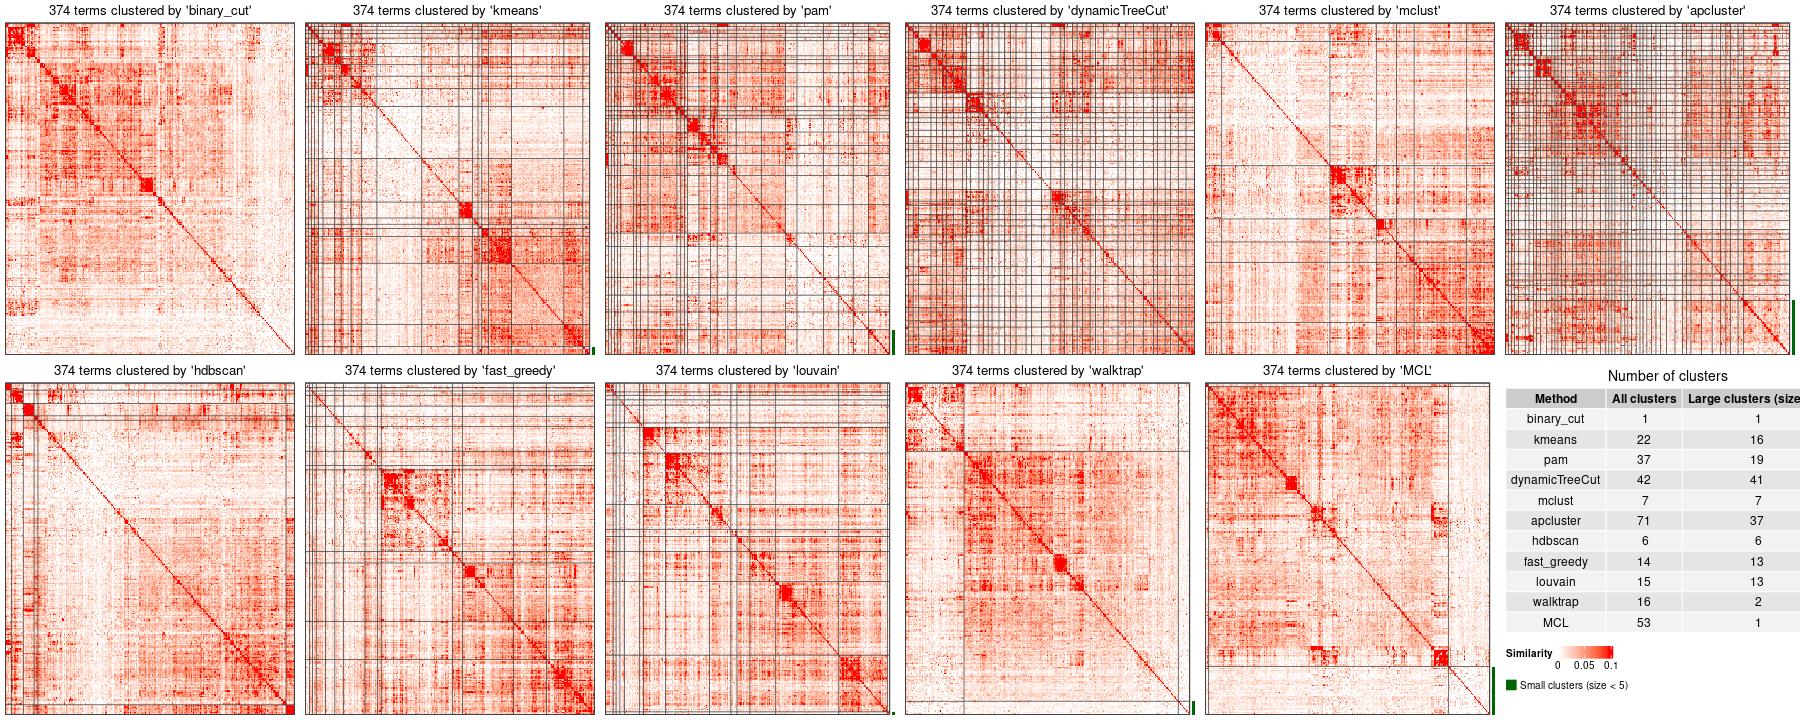 374 terms clustered by 'binary_cut'
374 terms clustered by 'kmeans'
374 terms clustered by 'pam'
374 terms clustered by 'dynamicTreeCut'
374 terms clustered by 'mclust'
374 terms clustered by 'apcluster'
374 terms clustered by 'hdbscan'
374 terms clustered by 'fast_greedy'
374 terms clustered by 'louvain'
374 terms clustered by 'walktrap'
374 terms clustered by 'MCL'
Number of clusters
Method All clusters Large clusters (size
binary_cut 1 1
kmeans 22 16
pam 37 19
dynamicTreeCut 42 41
mclust 7 7
apcluster 71 37
hdbscan 6 6
fast_greedy 14 13
louvain 15 13
walktrap 16 2
MCL 53 1
Similarity
0 0.05 0.1
Small clusters (size < 5)